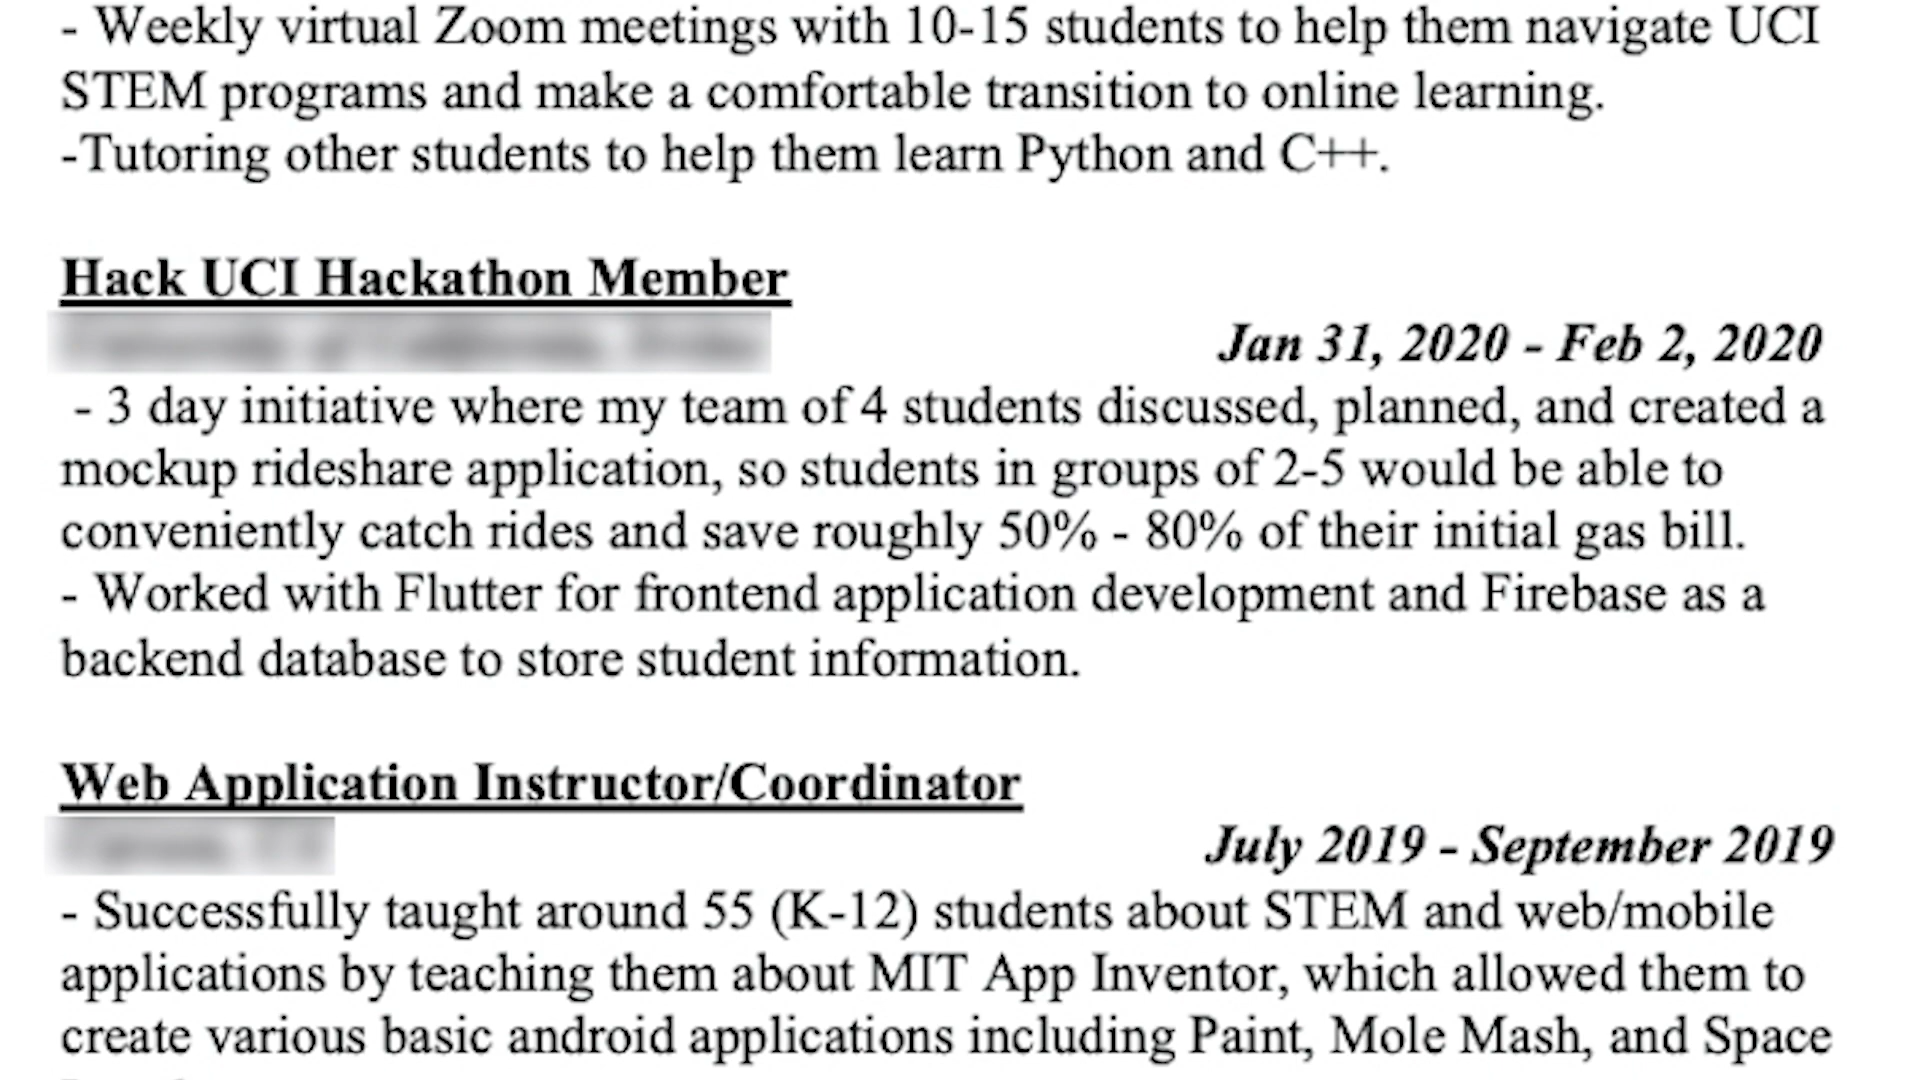 - Weekly virtual Zoom meetings with 10-15 students to help them navigate UCI
STEM programs and make a comfortable transition to online learning.
-Tutoring other students to help them learn Python and C++.
Hack UCI Hackathon Member
Jan 31, 2020 - Feb 2, 2020
- 3 day initiative where my team of 4 students discussed, planned, and created a
mockup rideshare application, so students in groups of 2-5 would be able to
conveniently catch rides and save roughly 50% - 80% of their initial gas bill.
- Worked with Flutter for frontend application development and Firebase as a
backend database to store student information.
Web Application Instructor/Coordinator
July 2019 - September 2019
- Successfully taught around 55 (K-12) students about STEM and web/mobile
applications by teaching them about MIT App Inventor, which allowed them to
create various basic android applications including Paint, Mole Mash, and Space